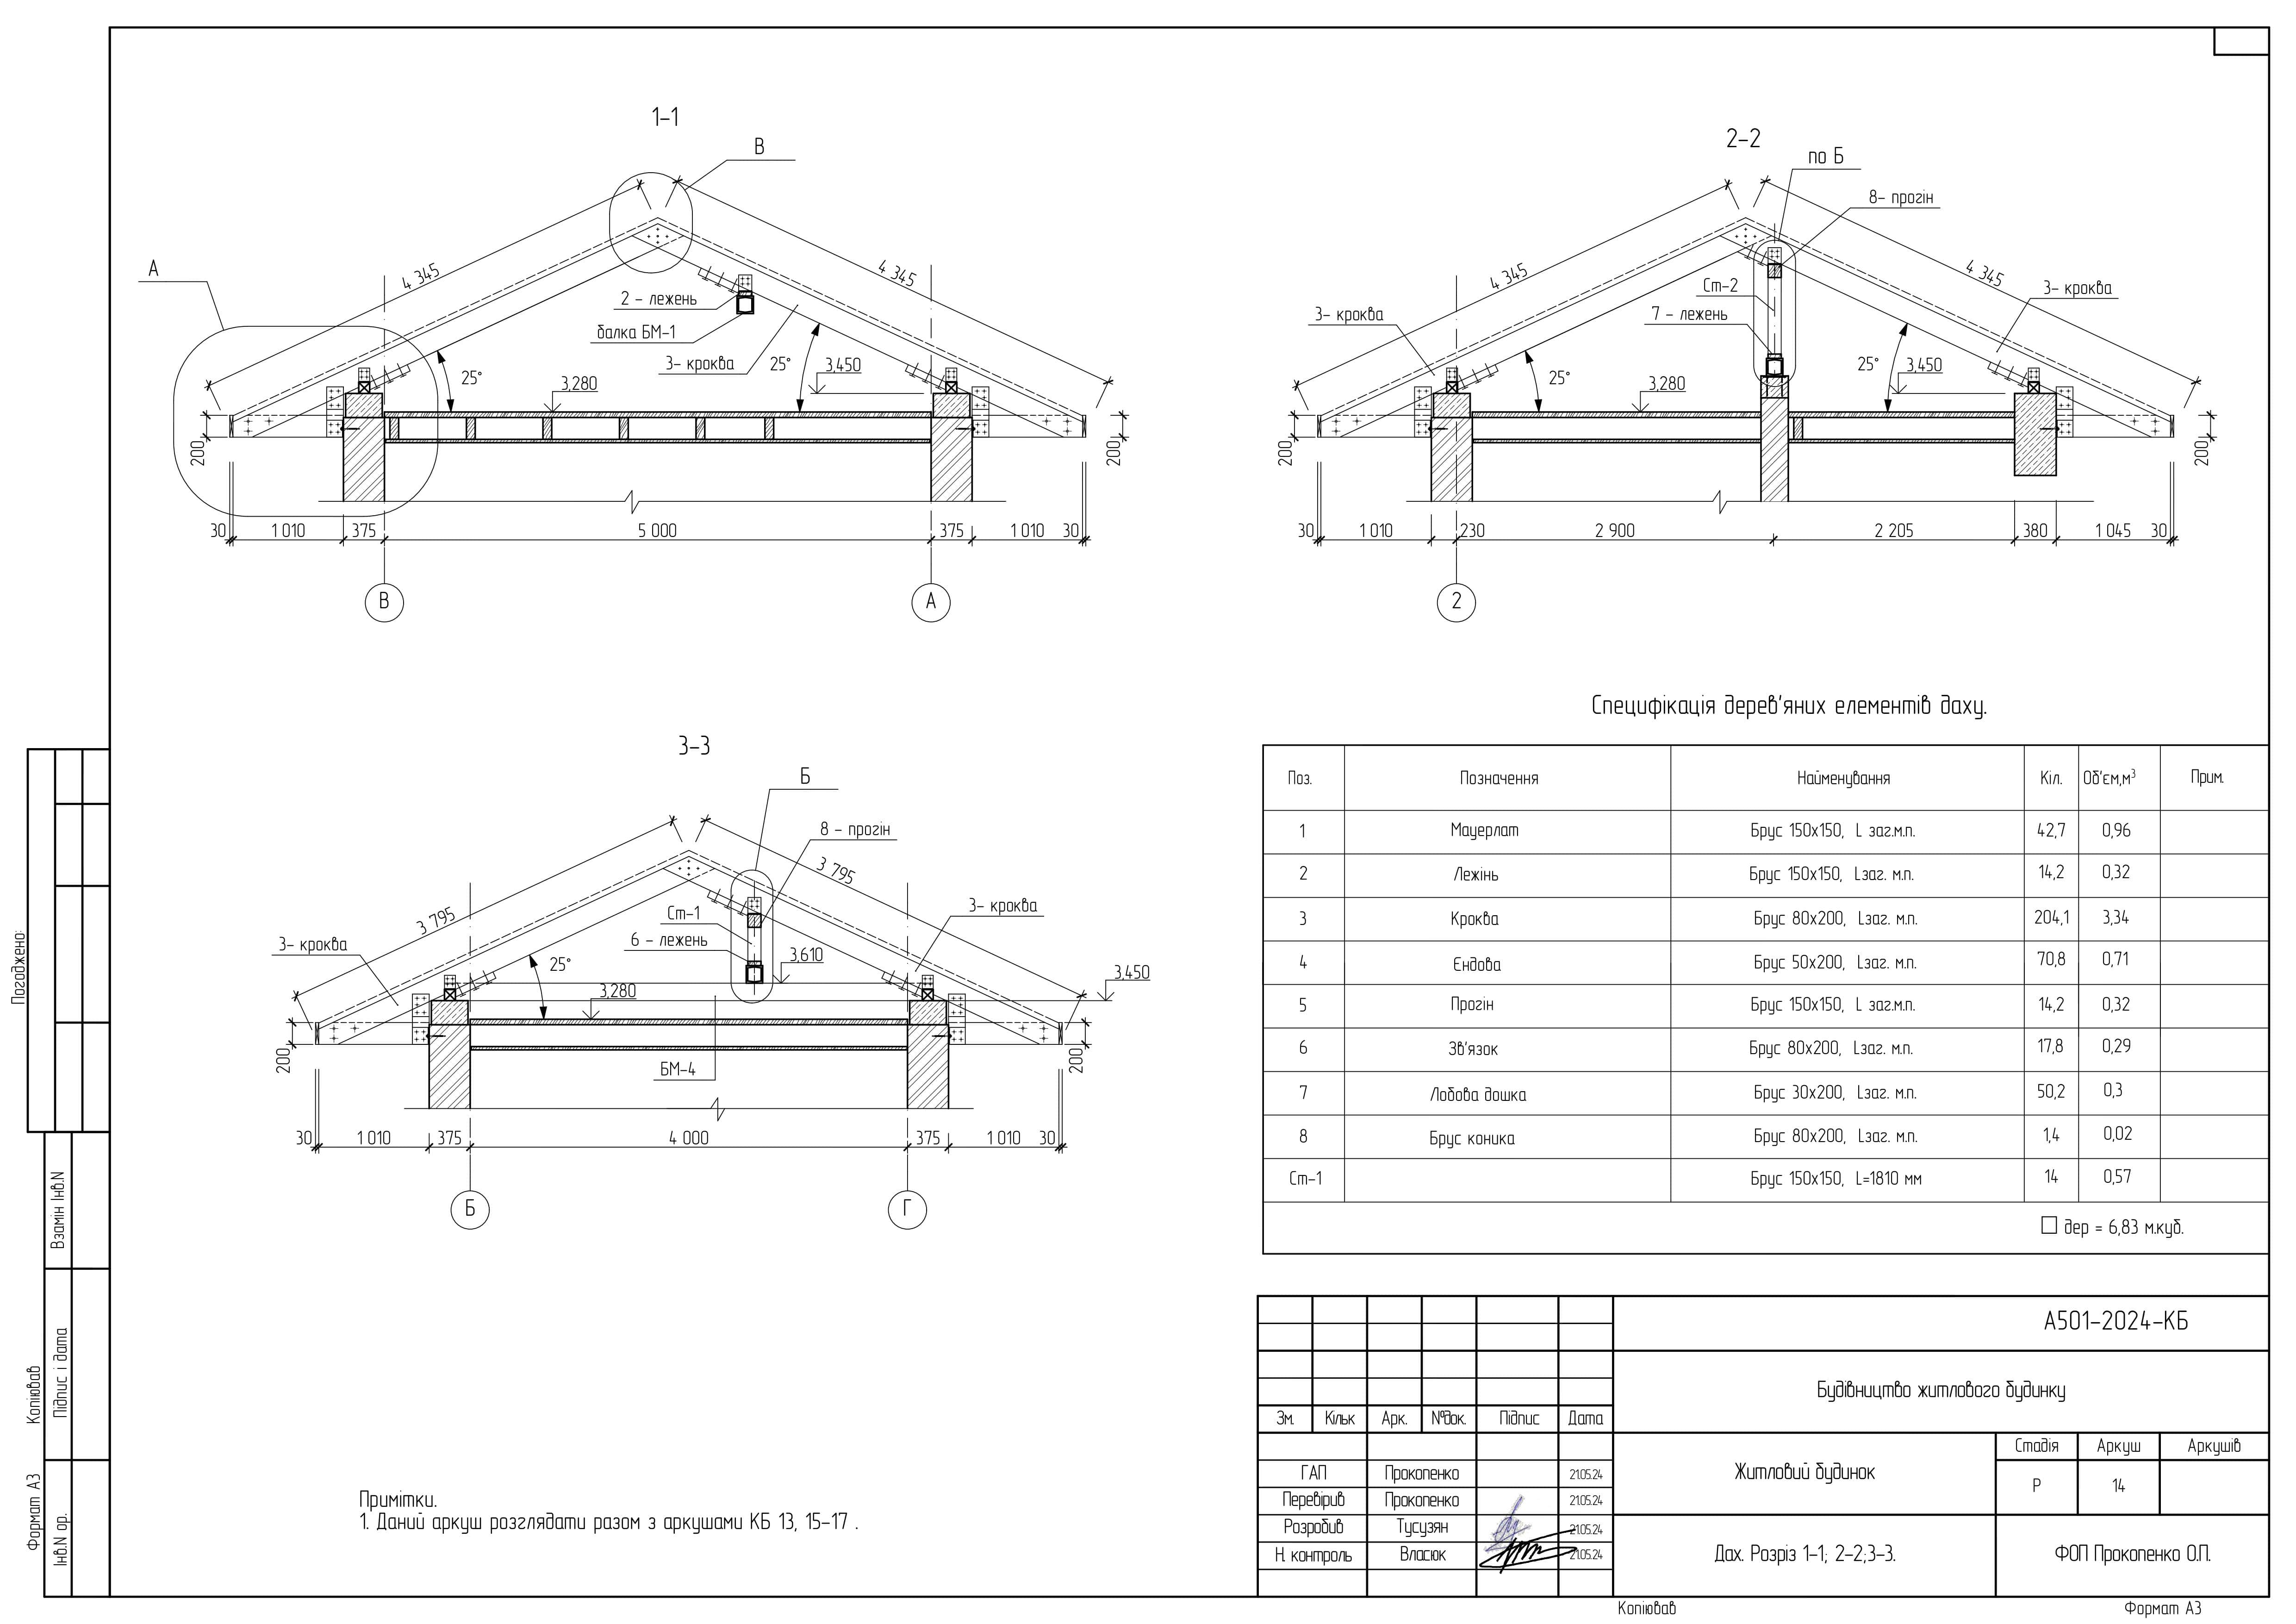 1-1
В
А
4 345
4 345
2 - лежень
балка БМ-1
3- кроква
25°
25°
3,280
3,450
200
200
30 1 010 375 5 000 375 1 010 30
В А
2-2
по Б
8- прогін
4 345
4 345
Ст-2
3- кроква
3- кроква
7 - лежень
25°
25°
3,280
3,450
200
200
30 1 010 230 2 900 2 205 380 1 045 30
2
3-3
Б
8 - прогін
3 795
3 795
Ст-1
3- кроква
3- кроква
6 - лежень
25°
3,610
3,280
3,450
200
200
БМ-4
30 1 010 375 4 000 375 1 010 30
Б Г
Специфікація дерев'яних елементів даху.
Поз. Позначення Найменування Кіл. Об'єм,м³ Прим.
1 Мауерлат Брус 150х150, L заг.м.п. 42,7 0,96
2 Лежінь Брус 150х150, Lзаг. м.п. 14,2 0,32
3 Кроква Брус 80х200, Lзаг. м.п. 204,1 3,34
4 Єндова Брус 50х200, Lзаг. м.п. 70,8 0,71
5 Прогін Брус 150х150, L заг.м.п. 14,2 0,32
6 Зв'язок Брус 80х200, Lзаг. м.п. 17,8 0,29
7 Лобова дошка Брус 30х200, Lзаг. м.п. 50,2 0,3
8 Брус коника Брус 80х200, Lзаг. м.п. 1,4 0,02
Ст-1 Брус 150х150, L=1810 мм 14 0,57
дер = 6,83 м.куб.
Примітки.
1. Даний аркуш розглядати разом з аркушами КБ 13, 15-17 .
А501-2024-КБ
Будівництво житлового будинку
Зм. Кільк Арк. №док. Підпис Дата
Житловий будинок
Стадія Аркуш Аркушів
Р 14
ГАП Прокопенко 21.05.24
Перевірив Прокопенко 21.05.24
Розробив Тусузян 21.05.24
Н. контроль Власюк 21.05.24
Дах. Розріз 1-1; 2-2;3-3.
ФОП Прокопенко О.П.
Копіював Формат А3
Погоджено:
Взамін Інв.N
Підпис і дата
Інв.N ор.
Копіював
Формат А3